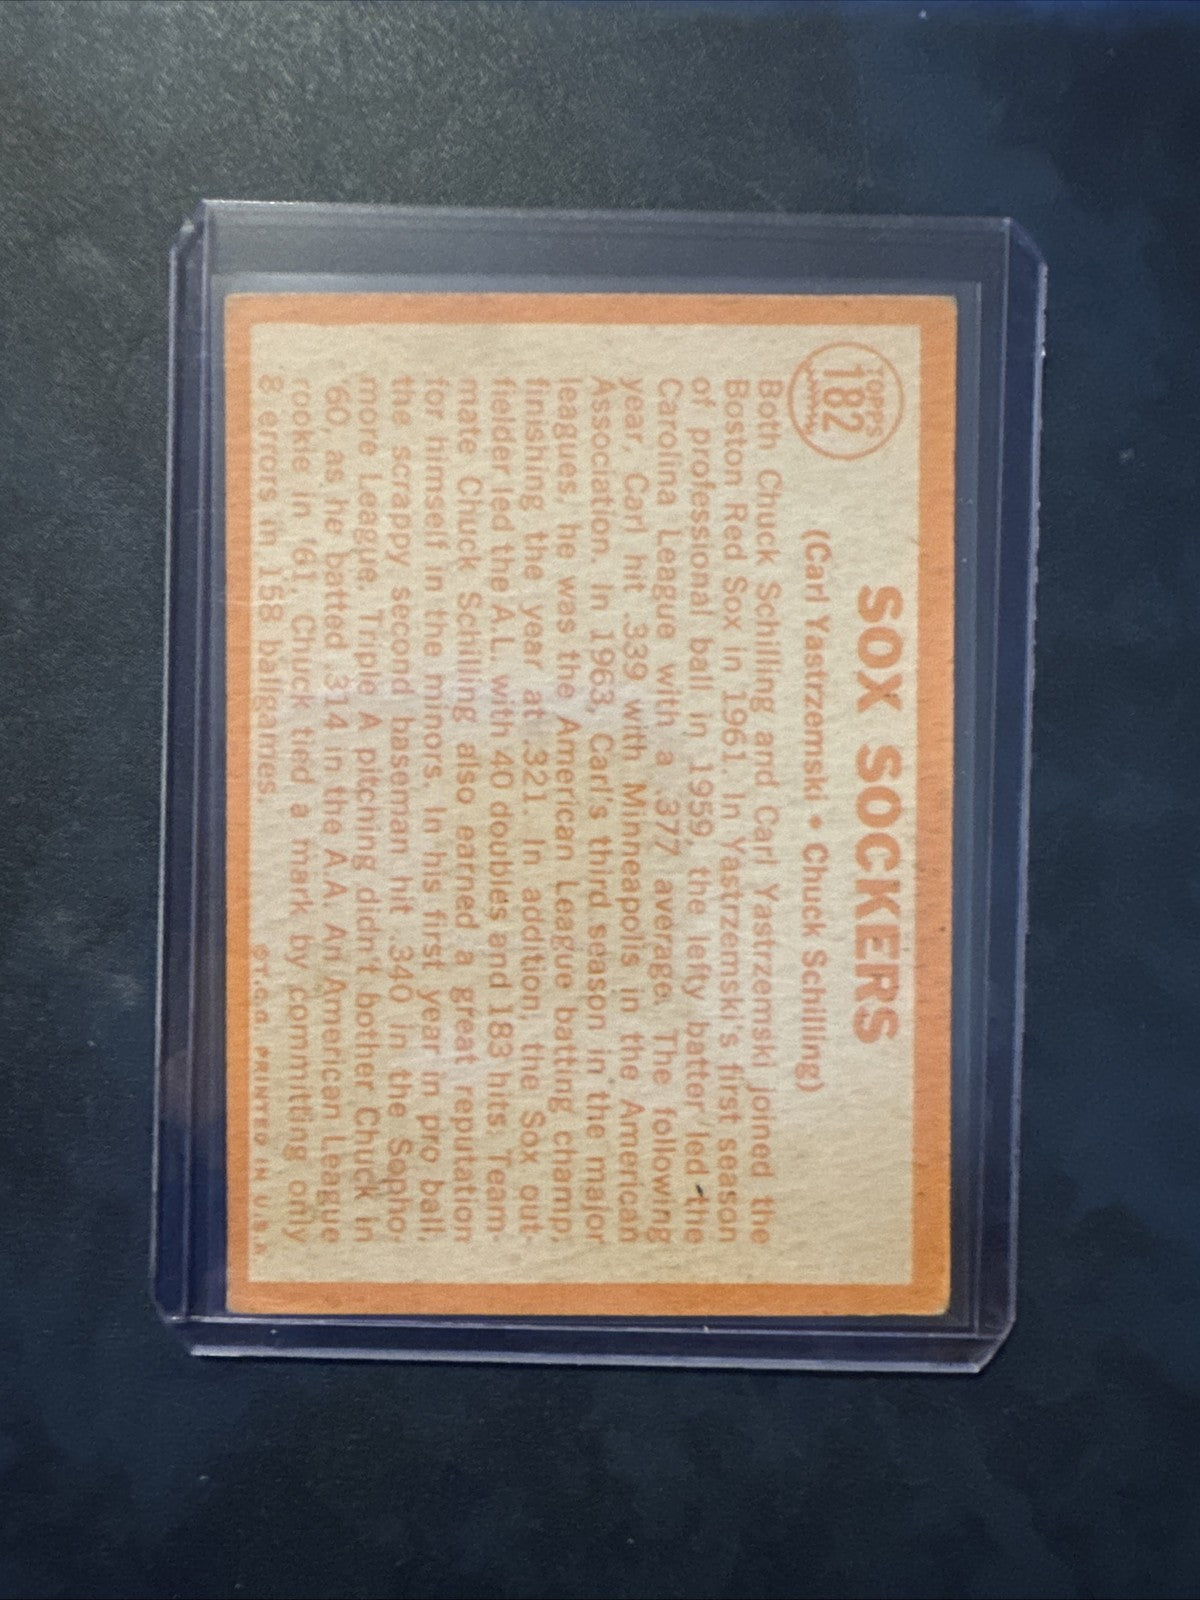 TOPPS
182
SOX SOCKERS
(Carl Yastrzemski • Chuck Schilling)
Both Chuck Schilling and Carl Yastrzemski joined the
Boston Red Sox in 1961. In Yastrzemski's first season
of professional ball, in 1959, the lefty batter led the
Carolina League with a .377 average. The following
year, Carl hit .339 with Minneapolis in the American
Association. In 1963, Carl's third season in the major
leagues, he was the American League batting champ,
finishing the year at .321. In addition, the Sox out-
fielder led the A.L. with 40 doubles and 183 hits. Team-
mate Chuck Schilling also earned a great reputation
for himself in the minors. In his first year in pro ball,
the scrappy second baseman hit .340 in the Sopho-
more League. Triple A pitching didn't bother Chuck in
'60, as he batted .314 in the A.A. An American League
rookie in '61, Chuck tied a mark by committing only
8 errors in 158 ballgames.
©T.C.G. PRINTED IN U.S.A.